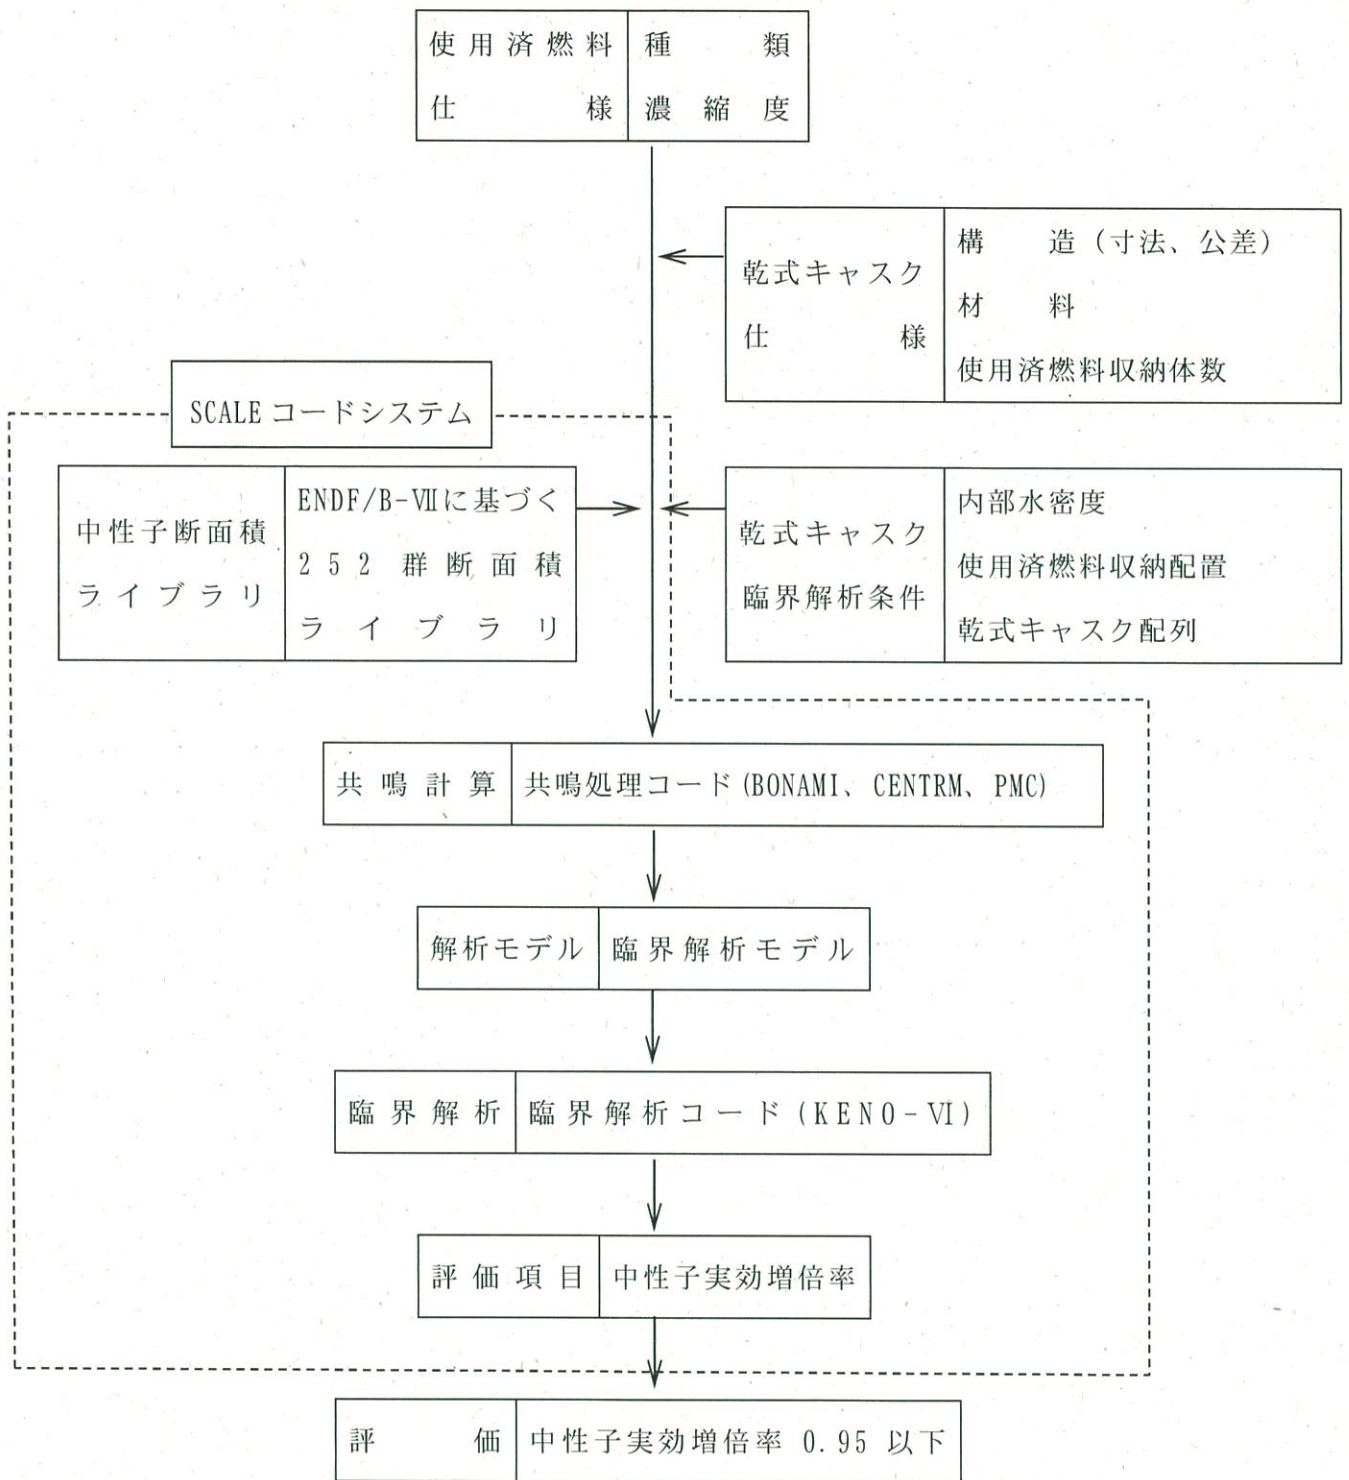 使用済燃料
仕様
種類
濃縮度
乾式キャスク
仕様
構造(寸法、公差)
材料
使用済燃料収納体数
SCALE コードシステム
中性子断面積
ライブラリ
ENDF/B-Ⅶに基づく
252 群断面積
ライブラリ
乾式キャスク
臨界解析条件
内部水密度
使用済燃料収納配置
乾式キャスク配列
共鳴計算
共鳴処理コード(BONAMI、CENTRM、PMC)
解析モデル
臨界解析モデル
臨界解析
臨界解析コード(KENO-Ⅵ)
評価項目
中性子実効増倍率
評価
中性子実効増倍率 0.95 以下